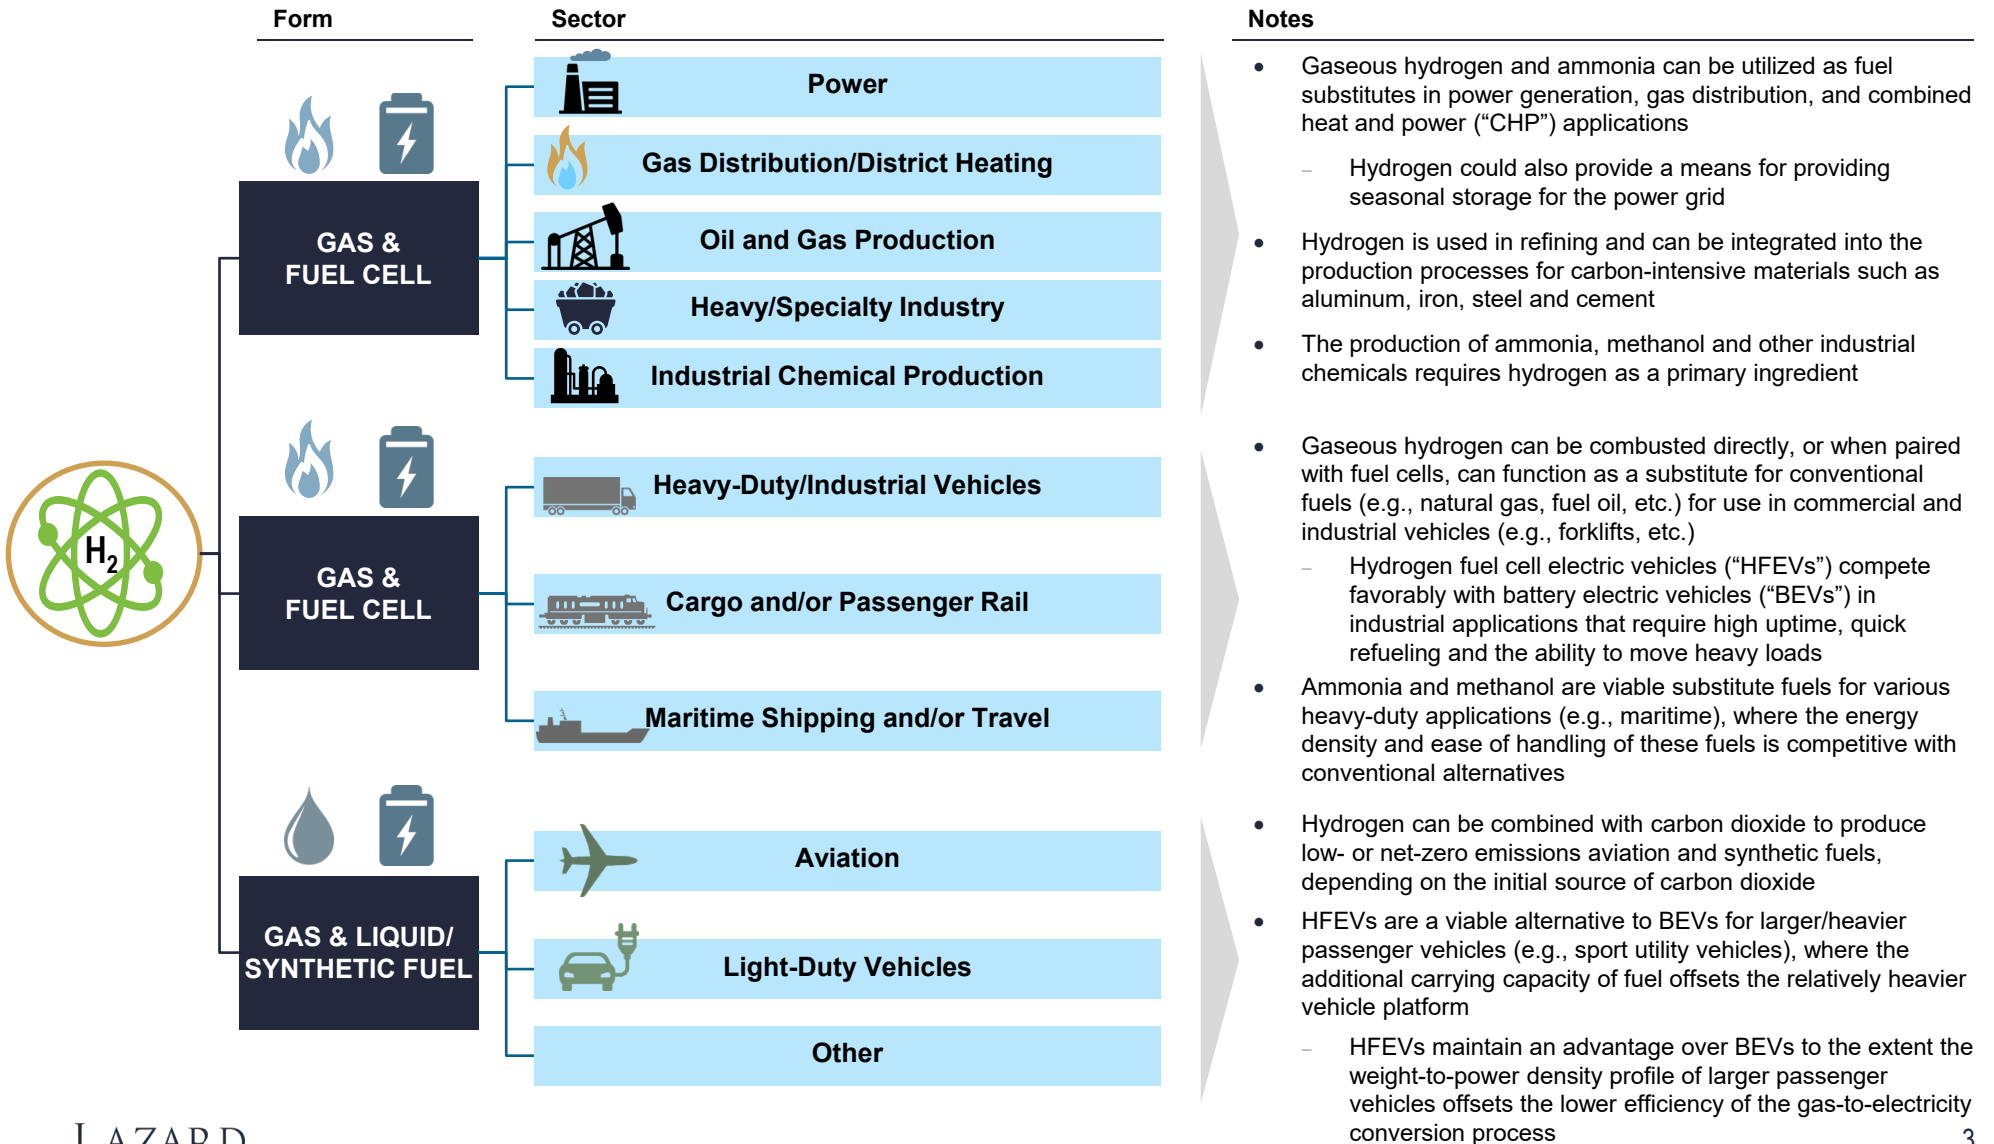 Form
Sector
Notes
H2
GAS &
FUEL CELL
Power
Gas Distribution/District Heating
Oil and Gas Production
Heavy/Specialty Industry
Industrial Chemical Production
• Gaseous hydrogen and ammonia can be utilized as fuel
substitutes in power generation, gas distribution, and combined
heat and power (“CHP”) applications
– Hydrogen could also provide a means for providing
seasonal storage for the power grid
• Hydrogen is used in refining and can be integrated into the
production processes for carbon-intensive materials such as
aluminum, iron, steel and cement
• The production of ammonia, methanol and other industrial
chemicals requires hydrogen as a primary ingredient
GAS &
FUEL CELL
Heavy-Duty/Industrial Vehicles
Cargo and/or Passenger Rail
Maritime Shipping and/or Travel
• Gaseous hydrogen can be combusted directly, or when paired
with fuel cells, can function as a substitute for conventional
fuels (e.g., natural gas, fuel oil, etc.) for use in commercial and
industrial vehicles (e.g., forklifts, etc.)
– Hydrogen fuel cell electric vehicles (“HFEVs”) compete
favorably with battery electric vehicles (“BEVs”) in
industrial applications that require high uptime, quick
refueling and the ability to move heavy loads
• Ammonia and methanol are viable substitute fuels for various
heavy-duty applications (e.g., maritime), where the energy
density and ease of handling of these fuels is competitive with
conventional alternatives
GAS & LIQUID/
SYNTHETIC FUEL
Aviation
Light-Duty Vehicles
Other
• Hydrogen can be combined with carbon dioxide to produce
low- or net-zero emissions aviation and synthetic fuels,
depending on the initial source of carbon dioxide
• HFEVs are a viable alternative to BEVs for larger/heavier
passenger vehicles (e.g., sport utility vehicles), where the
additional carrying capacity of fuel offsets the relatively heavier
vehicle platform
– HFEVs maintain an advantage over BEVs to the extent the
weight-to-power density profile of larger passenger
vehicles offsets the lower efficiency of the gas-to-electricity
conversion process
LAZARD
3